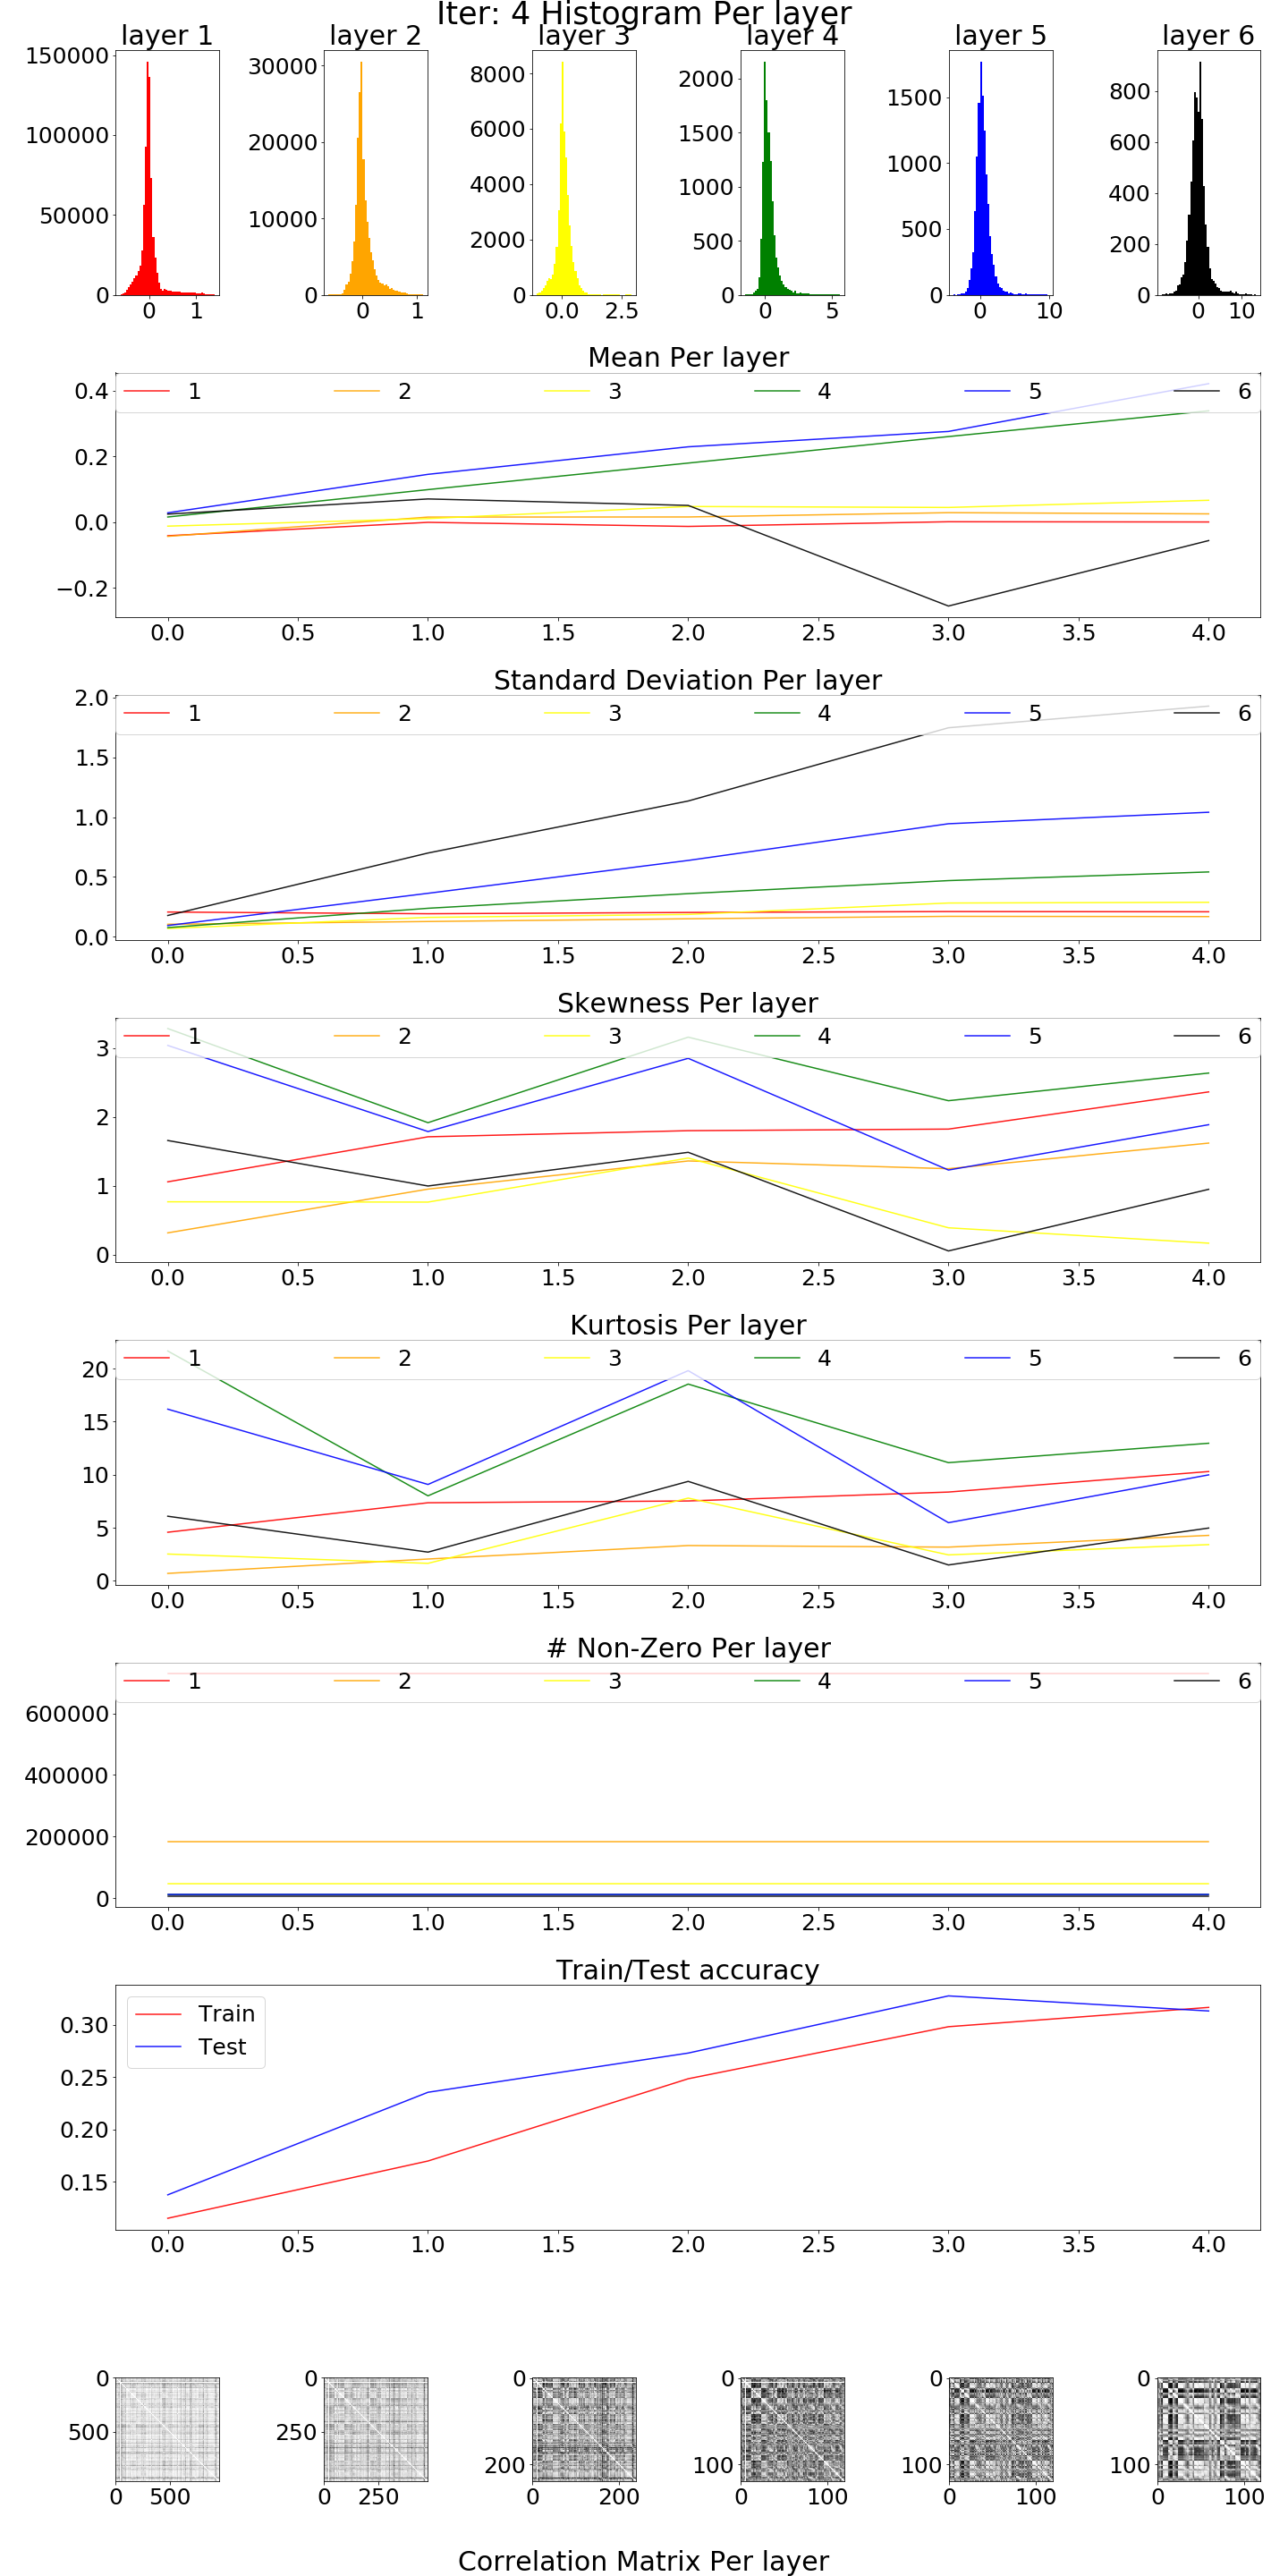 Iter: 4 Histogram Per layer
layer 1 layer 2 layer 3 layer 4 layer 5 layer 6
150000 100000 50000 0
0 1
30000 20000 10000 0
0 1
8000 6000 4000 2000 0
0.0 2.5
2000 1500 1000 500 0
0 5
1500 1000 500 0
0 10
800 600 400 200 0
0 10
Mean Per layer
1 2 3 4 5 6
0.4
0.2
0.0
−0.2
0.0 0.5 1.0 1.5 2.0 2.5 3.0 3.5 4.0
Standard Deviation Per layer
1 2 3 4 5 6
2.0
1.5
1.0
0.5
0.0
0.0 0.5 1.0 1.5 2.0 2.5 3.0 3.5 4.0
Skewness Per layer
1 2 3 4 5 6
3
2
1
0
0.0 0.5 1.0 1.5 2.0 2.5 3.0 3.5 4.0
Kurtosis Per layer
1 2 3 4 5 6
20
15
10
5
0
0.0 0.5 1.0 1.5 2.0 2.5 3.0 3.5 4.0
# Non-Zero Per layer
1 2 3 4 5 6
600000
400000
200000
0
0.0 0.5 1.0 1.5 2.0 2.5 3.0 3.5 4.0
Train/Test accuracy
Train
Test
0.30
0.25
0.20
0.15
0.0 0.5 1.0 1.5 2.0 2.5 3.0 3.5 4.0
0 500
0 500
0 250
0 250
0 200
0 200
0 100
0 100
0 100
0 100
0 100
0 100
Correlation Matrix Per layer